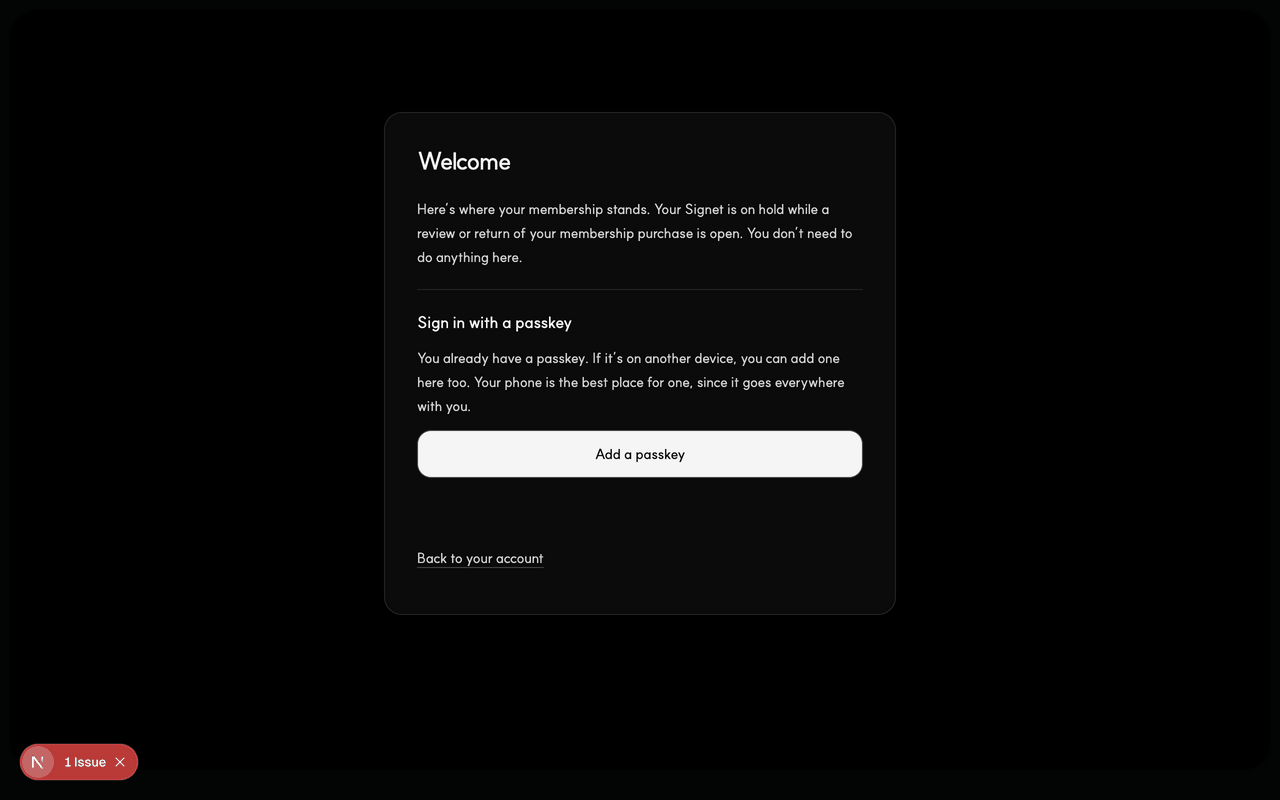 Welcome
Here's where your membership stands. Your Signet is on hold while a
review or return of your membership purchase is open. You don't need to
do anything here.
Sign in with a passkey
You already have a passkey. If it's on another device, you can add one
here too. Your phone is the best place for one, since it goes everywhere
with you.
Add a passkey
Back to your account
N 1 Issue